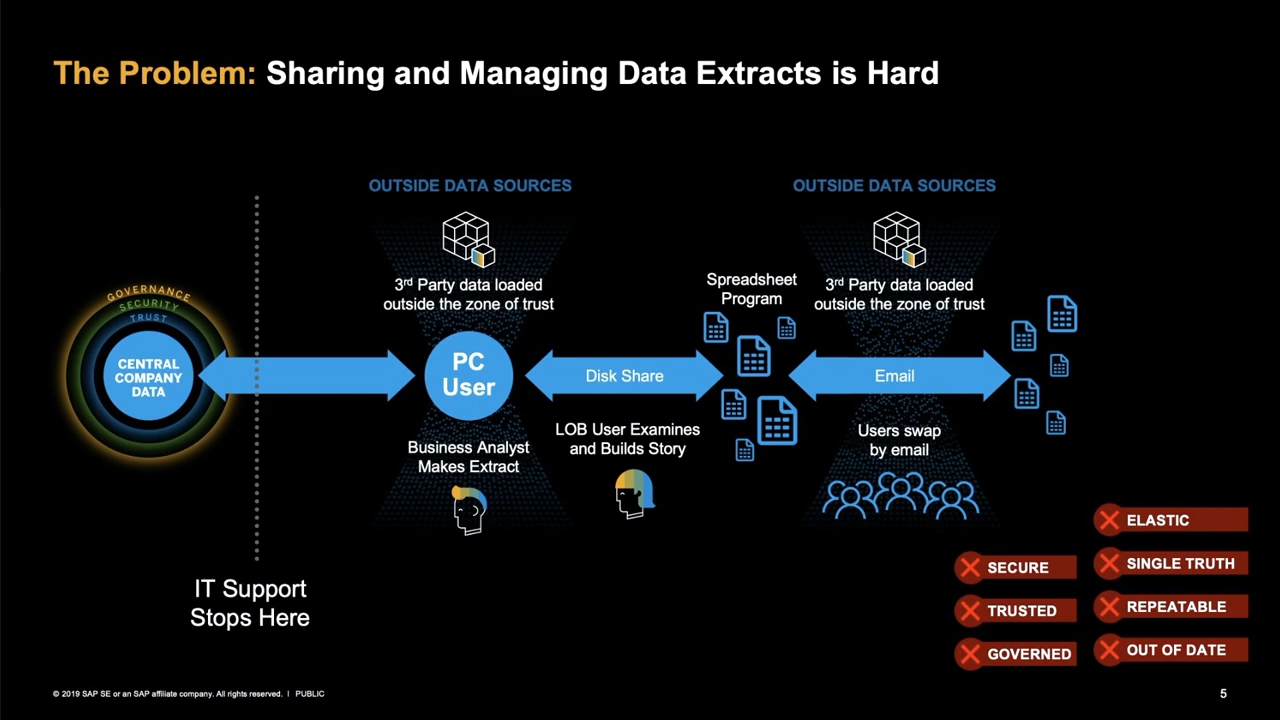 The Problem: Sharing and Managing Data Extracts is Hard
OUTSIDE DATA SOURCES
OUTSIDE DATA SOURCES
3rd Party data loaded
outside the zone of trust
Spreadsheet
Program
3rd Party data loaded
outside the zone of trust
GOVERNANCE
SECURITY
TRUST
CENTRAL
COMPANY
DATA
PC
User
Disk Share
Email
Business Analyst
Makes Extract
LOB User Examines
and Builds Story
Users swap
by email
IT Support
Stops Here
SECURE
TRUSTED
GOVERNED
ELASTIC
SINGLE TRUTH
REPEATABLE
OUT OF DATE
© 2019 SAP SE or an SAP affiliate company. All rights reserved. | PUBLIC
5